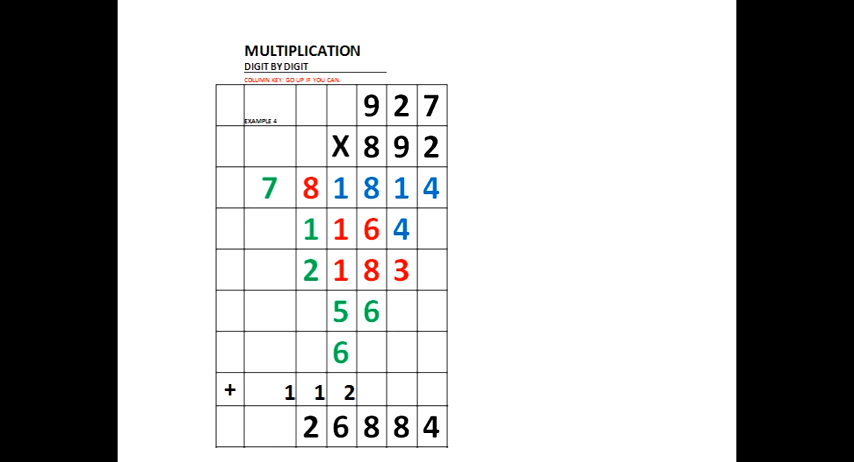 MULTIPLICATION
DIGIT BY DIGIT
COLUMN KEY: GO UP IF YOU CAN.
9 2 7
EXAMPLE 4
X 8 9 2
7 8 1 8 1 4
1 1 6 4
2 1 8 3
5 6
6
+ 1 1 2
2 6 8 8 4